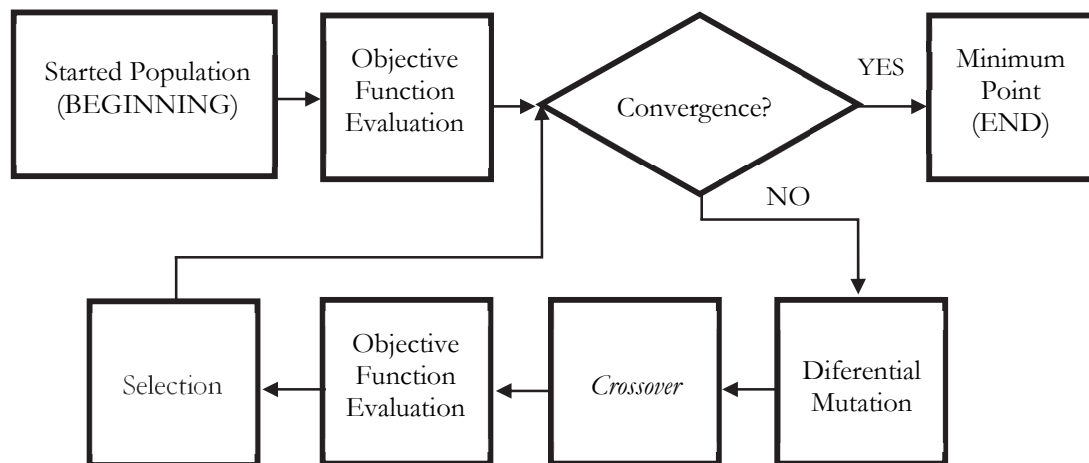 Started Population
(BEGINNING)
Objective
Function
Evaluation
Convergence?
YES
Minimum
Point
(END)
NO
Selection
Objective
Function
Evaluation
Crossover
Diferential
Mutation